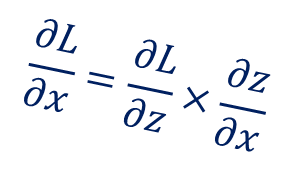 ∂L/∂x = ∂L/∂z × ∂z/∂x